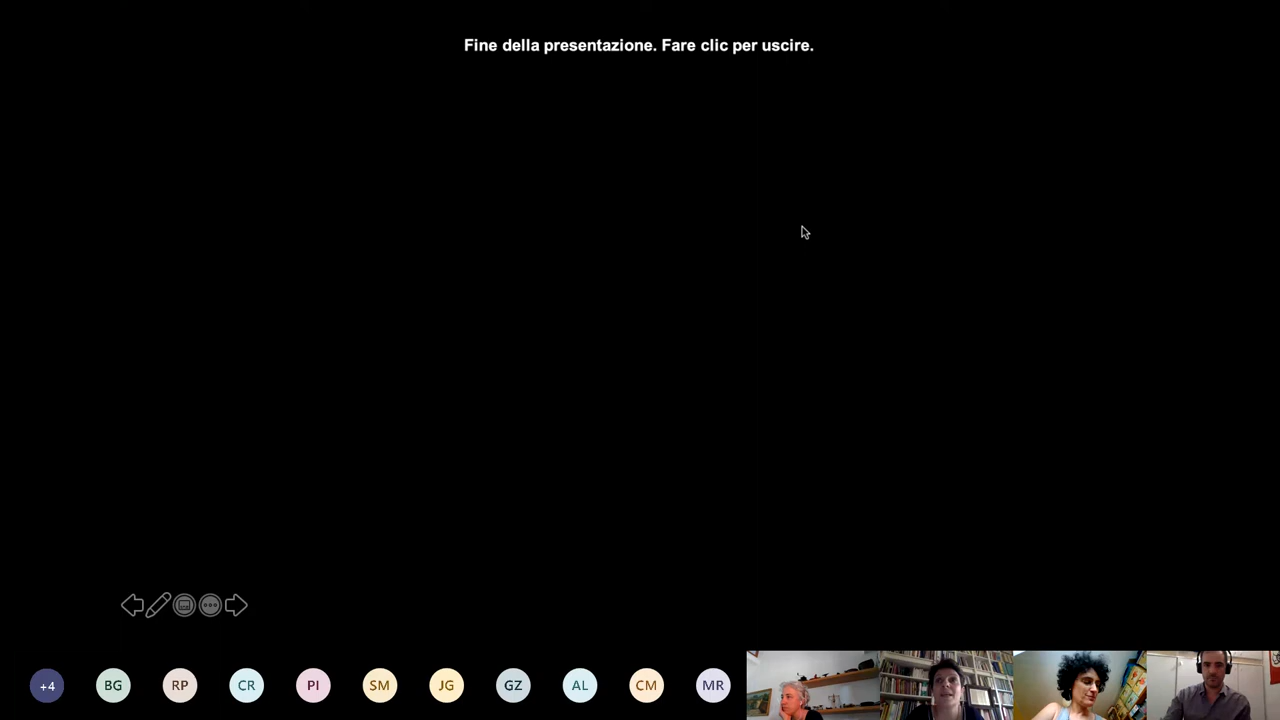 Fine della presentazione. Fare clic per uscire.
+4 BG RP CR PI SM JG GZ AL CM MR